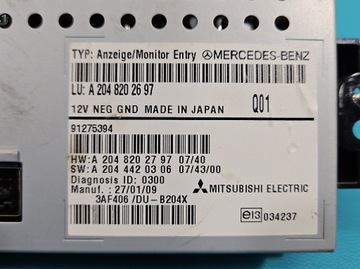 TYP: Anzeige/Monitor Entry MERCEDES-BENZ
LU: A 204 820 26 97
12V NEG GND MADE IN JAPAN Q01
91275394
HW: A 204 820 27 97 07/40
SW: A 204 442 03 06 07/43/00
Diagnosis ID: 0300
Manuf.: 27/01/09 MITSUBISHI ELECTRIC
3AF406 /DU-B204X
e13 034237